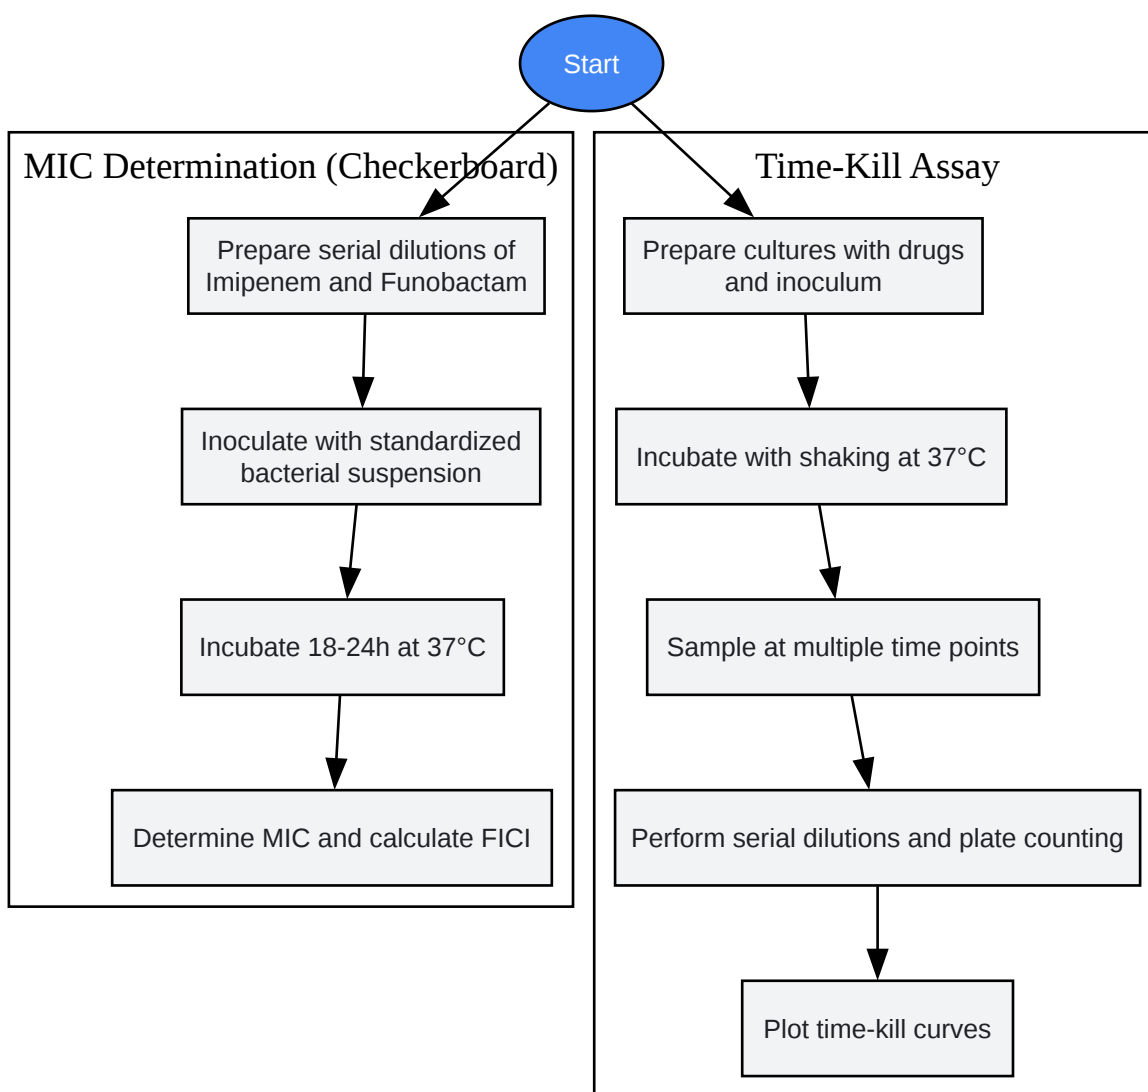 Start
MIC Determination (Checkerboard)
Prepare serial dilutions of
Imipenem and Funobactam
Inoculate with standardized
bacterial suspension
Incubate 18-24h at 37°C
Determine MIC and calculate FICI
Time-Kill Assay
Prepare cultures with drugs
and inoculum
Incubate with shaking at 37°C
Sample at multiple time points
Perform serial dilutions and plate counting
Plot time-kill curves